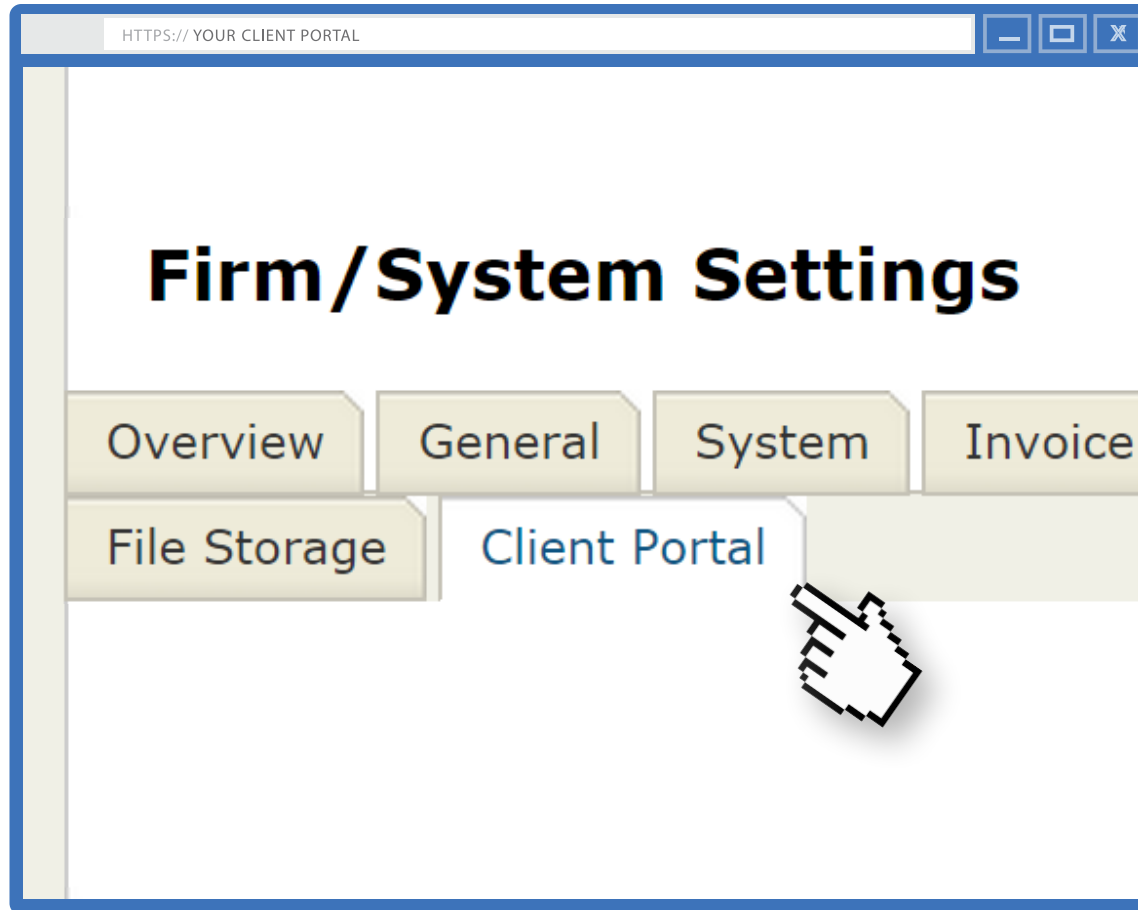 HTTPS:// YOUR CLIENT PORTAL
Firm/System Settings
Overview General System Invoice
File Storage Client Portal